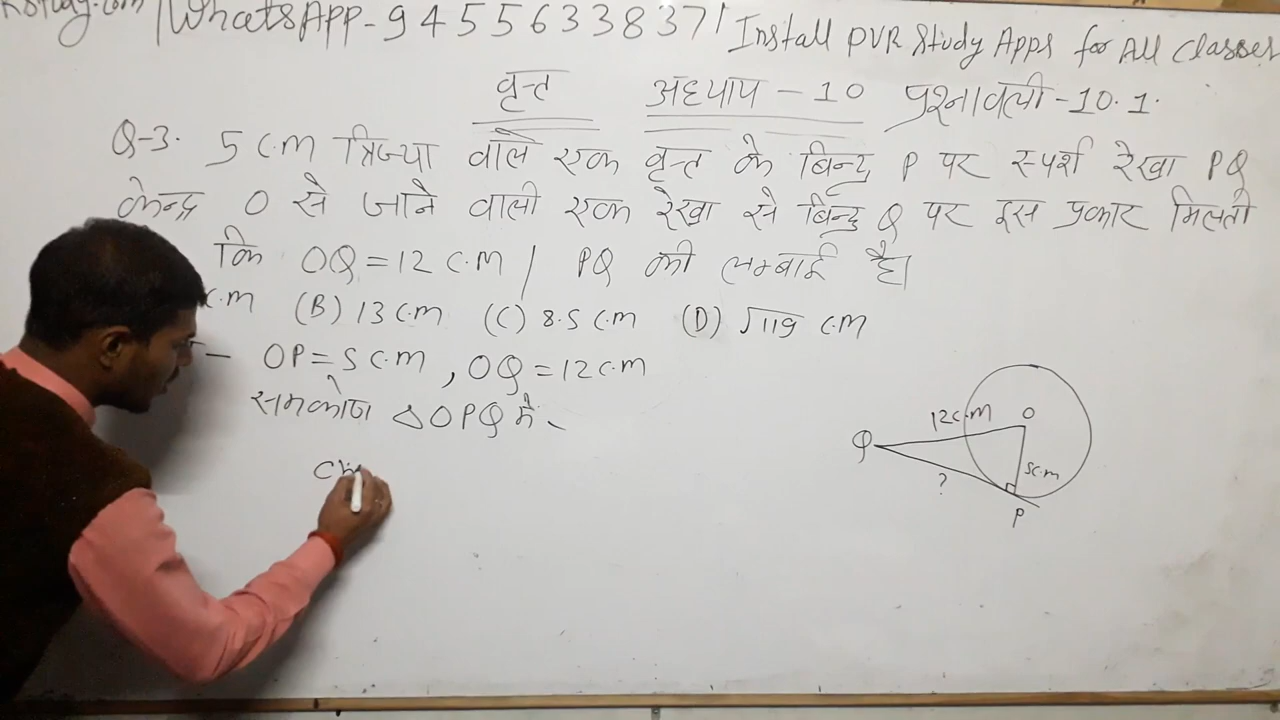 WhatsApp-9455633837 | Install PVR Study Apps for All Classes
वृत्त अध्याय - 10 प्रश्नावली-10.1.
Q-3. 5 c.m त्रिज्या वाले एक वृत्त के बिन्दु P पर स्पर्श रेखा PQ
केन्द्र O से जाने वाली एक रेखा से बिन्दु Q पर इस प्रकार मिलती
कि OQ=12 c.m | PQ की लम्बाई है।
c.m (B) 13 c.m (C) 8.5 c.m (D) √119 c.m
- OP=5 c.m, OQ=12 c.m
समकोण △OPQ में -
12 c.m O
Q
5 c.m
?
P